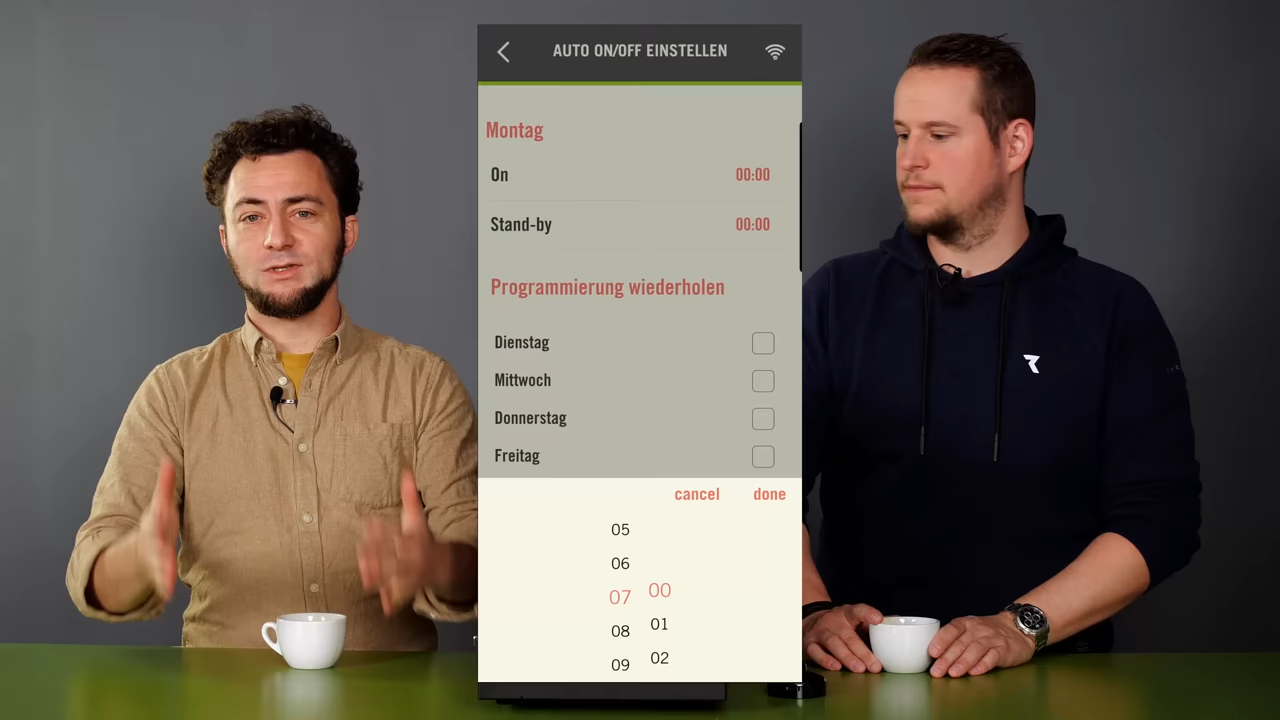 AUTO ON/OFF EINSTELLEN
Montag
On 00:00
Stand-by 00:00
Programmierung wiederholen
Dienstag
Mittwoch
Donnerstag
Freitag
cancel done
05
06
07 00
08 01
09 02